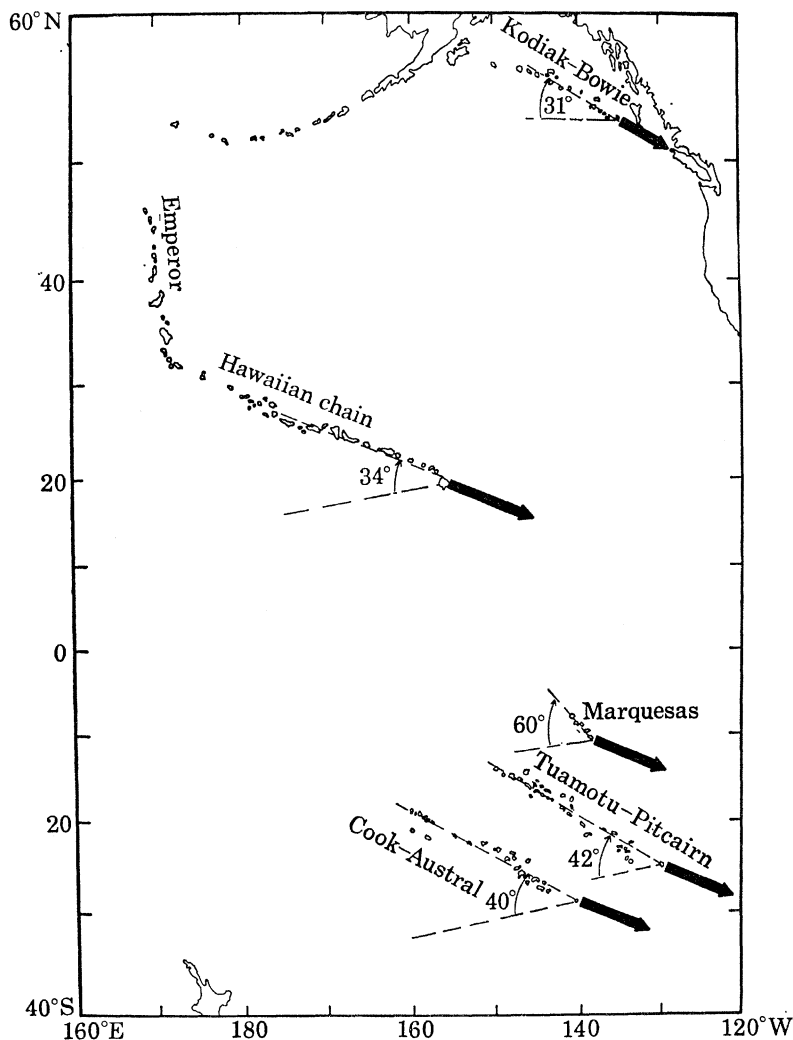 60°N
Kodiak–Bowie
31°
Emperor
40
Hawaiian chain
34°
20
0
60°
Marquesas
Tuamotu–Pitcairn
20
Cook–Austral
42°
40°
40°S
160°E
180
160
140
120°W